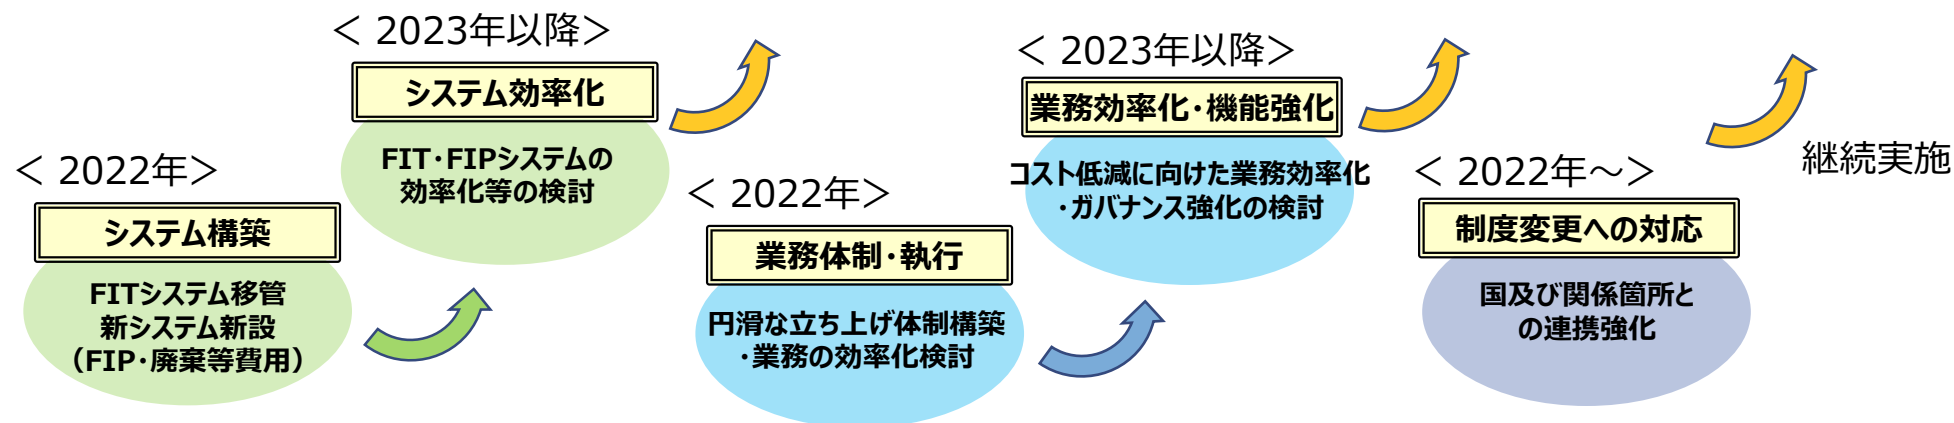 ＜ 2022年＞
システム構築
FITシステム移管
新システム新設
（FIP・廃棄等費用）
＜ 2023年以降＞
システム効率化
FIT・FIPシステムの
効率化等の検討
＜ 2022年＞
業務体制・執行
円滑な立ち上げ体制構築
・業務の効率化検討
＜ 2023年以降＞
業務効率化・機能強化
コスト低減に向けた業務効率化
・ガバナンス強化の検討
＜ 2022年～＞
制度変更への対応
国及び関係箇所と
の連携強化
継続実施